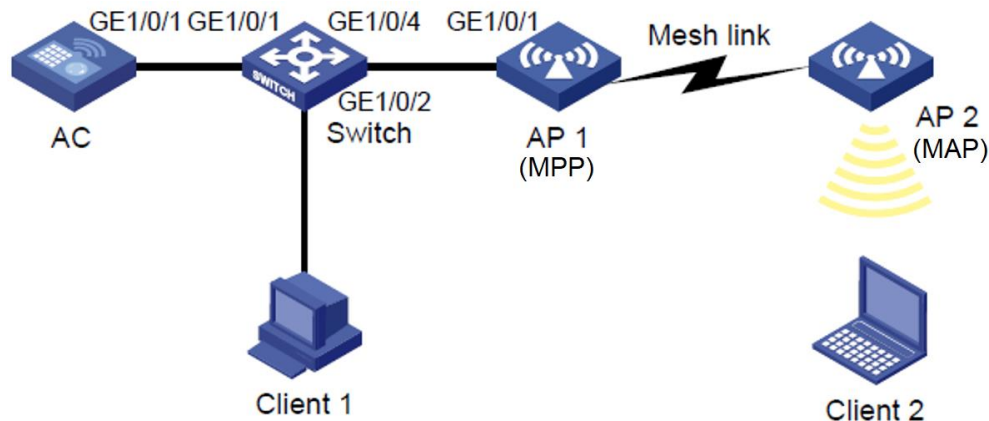 GE1/0/1 GE1/0/1 GE1/0/4 GE1/0/1
Mesh link
SWITCH
GE1/0/2
AC
Switch
AP 1
(MPP)
AP 2
(MAP)
Client 1
Client 2